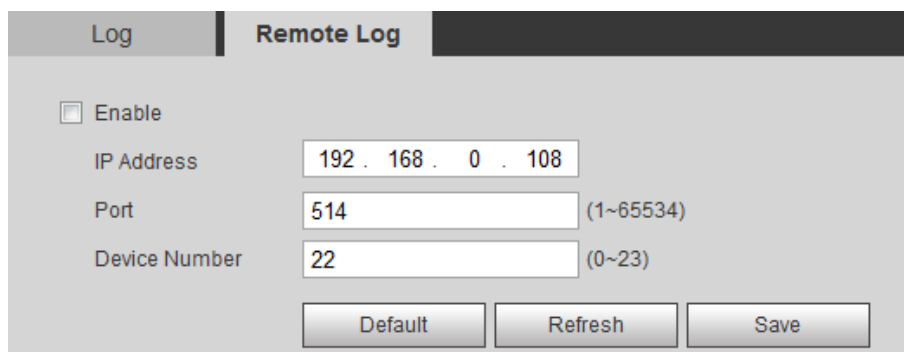 Log Remote Log
Enable
IP Address 192 . 168 . 0 . 108
Port 514 (1~65534)
Device Number 22 (0~23)
Default Refresh Save